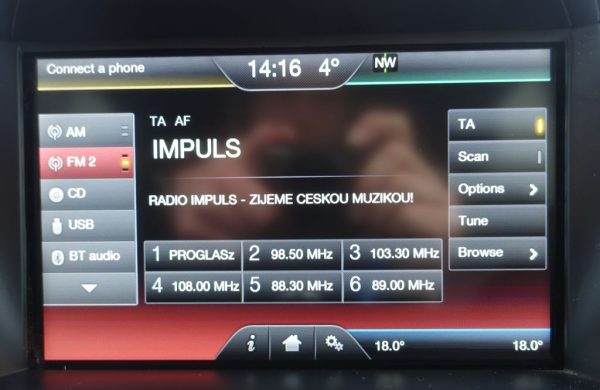 Connect a phone
14:16 4°
NW
AM
FM 2
CD
USB
BT audio
TA AF
IMPULS
RADIO IMPULS - ZIJEME CESKOU MUZIKOU!
1 PROGLASz 2 98.50 MHz 3 103.30 MHz
4 108.00 MHz 5 88.30 MHz 6 89.00 MHz
TA
Scan
Options
Tune
Browse
i
18.0° 18.0°